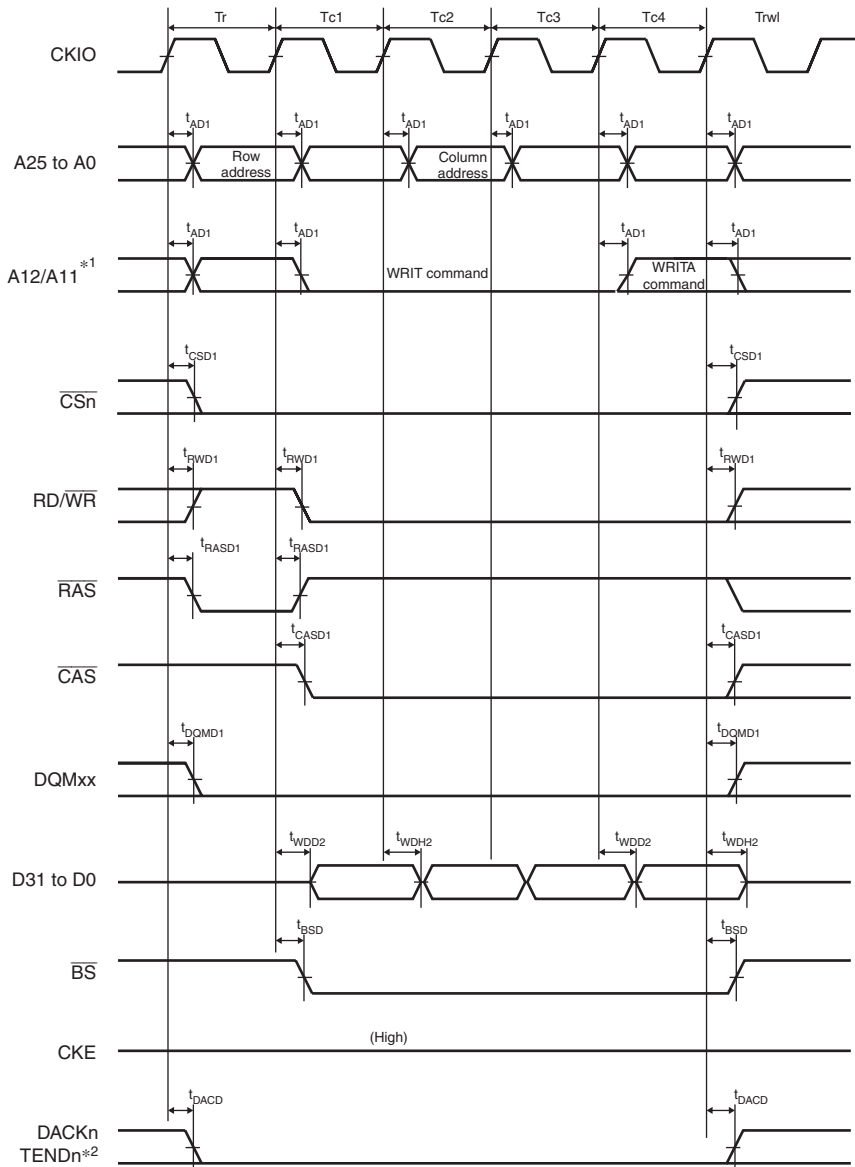 Tr Tc1 Tc2 Tc3 Tc4 Trwl
CKIO
tAD1 tAD1 tAD1 tAD1 tAD1 tAD1
A25 to A0
Row
address
Column
address
tAD1 tAD1 tAD1 tAD1
A12/A11*1
WRIT command
WRITA
command
tCSD1 tCSD1
CSn
tRWD1 tRWD1 tRWD1
RD/WR
tRASD1 tRASD1
RAS
tCASD1 tCASD1
CAS
tDQMD1 tDQMD1
DQMxx
tWDD2 tWDH2 tWDD2 tWDH2
D31 to D0
tBSD tBSD
BS
(High)
CKE
tDACD tDACD
DACKn
TENDn*2